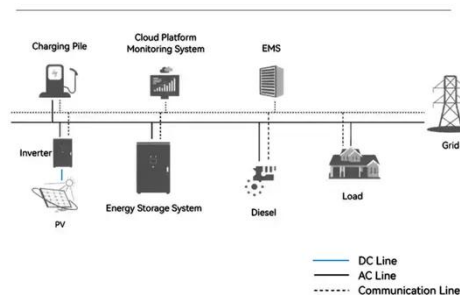 Cloud Platform
Monitoring System
Charging Pile
EMS
Inverter
Grid
Energy Storage System
Diesel
Load
PV
DC Line
AC Line
Communication Line